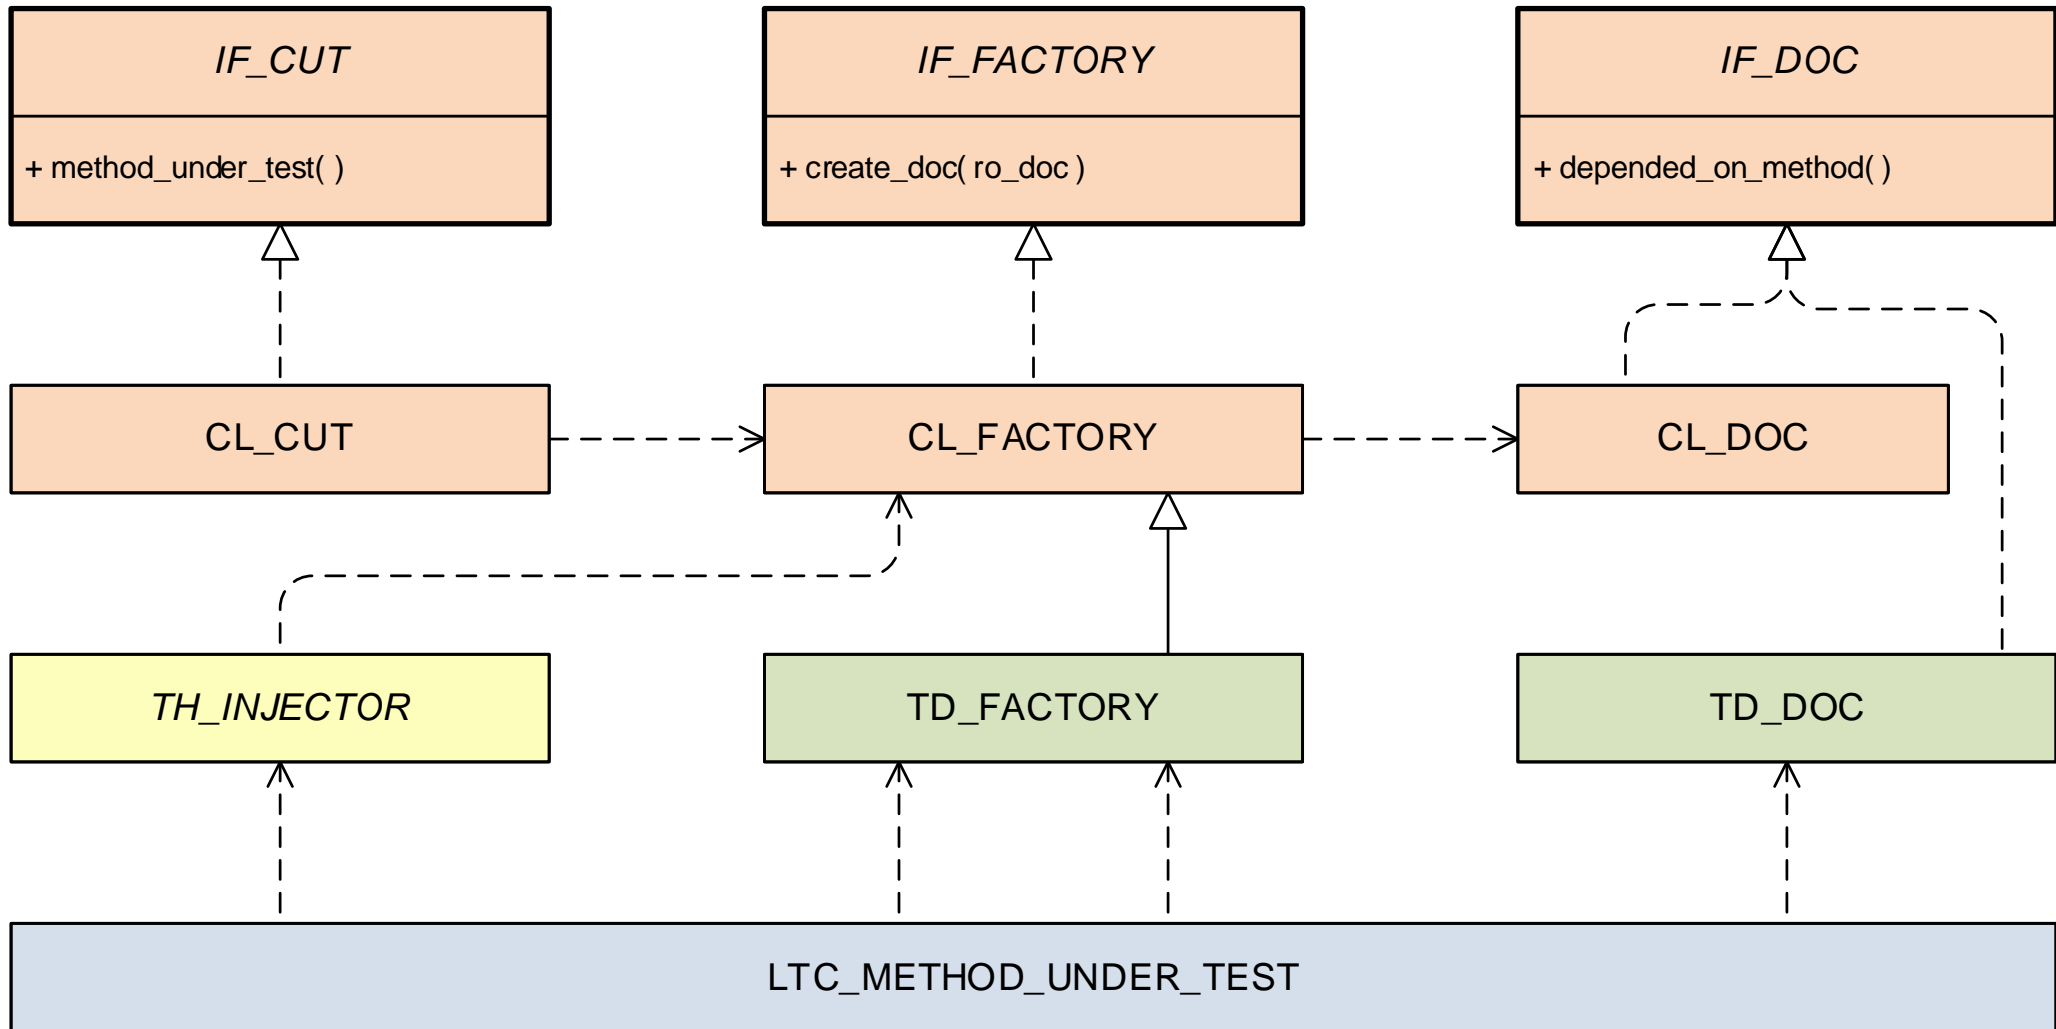 IF_CUT
+ method_under_test( )
IF_FACTORY
+ create_doc( ro_doc )
IF_DOC
+ depended_on_method( )
CL_CUT
CL_FACTORY
CL_DOC
TH_INJECTOR
TD_FACTORY
TD_DOC
LTC_METHOD_UNDER_TEST